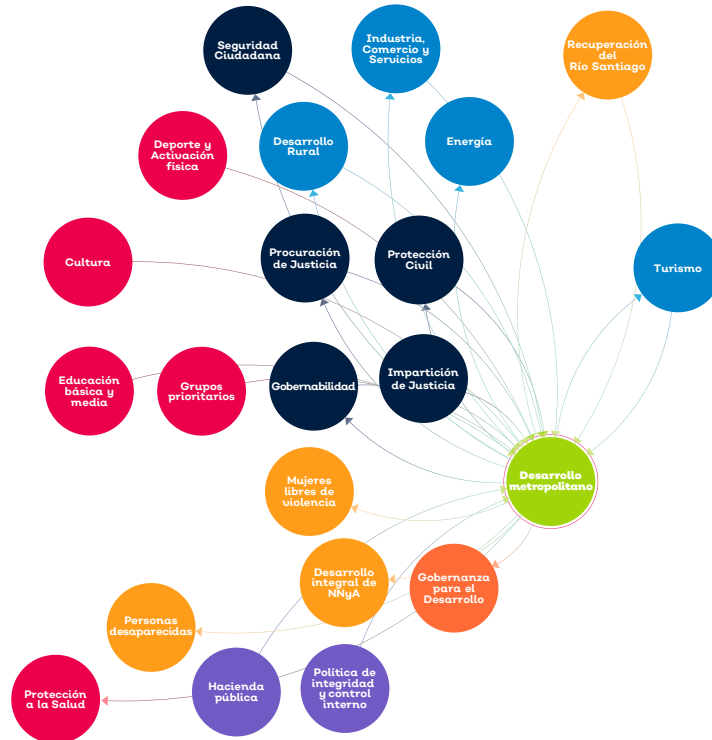 Seguridad
Ciudadana
Industria,
Comercio y
Servicios
Recuperación
del
Río Santiago
Deporte y
Activación
física
Desarrollo
Rural
Energía
Cultura
Procuración
de Justicia
Protección
Civil
Turismo
Educación
básica y
media
Grupos
prioritarios
Gobernabilidad
Impartición
de Justicia
Mujeres
libres de
violencia
Desarrollo
metropolitano
Desarrollo
integral de
NNyA
Gobernanza
para el
Desarrollo
Personas
desaparecidas
Protección
a la Salud
Hacienda
pública
Política de
integridad
y control
interno